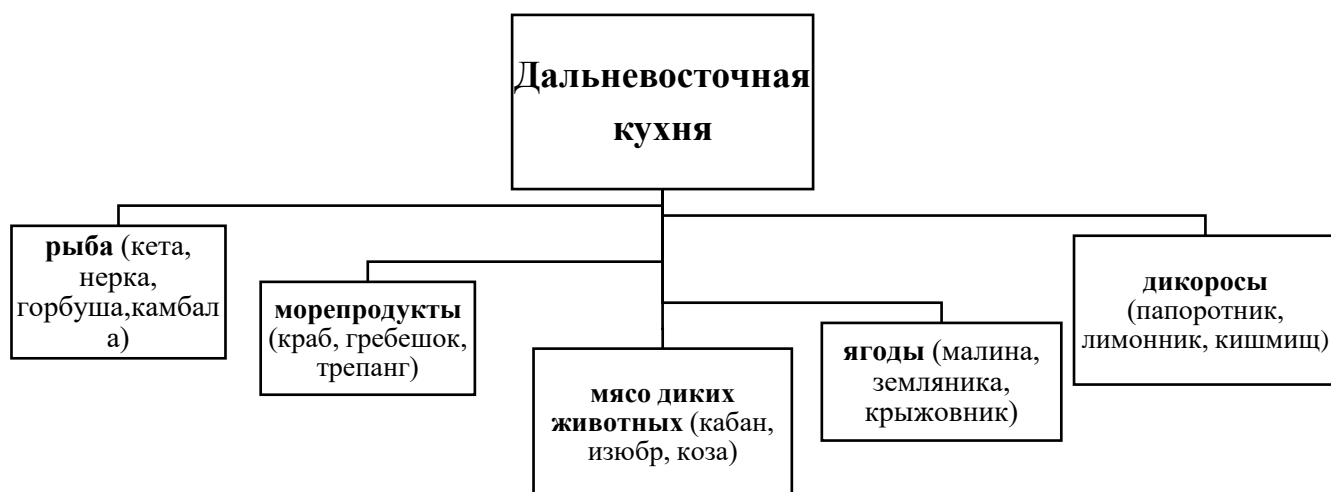 Дальневосточная
кухня
рыба (кета,
нерка,
горбуша,камбал
а)
морепродукты
(краб, гребешок,
трепанг)
мясо диких
животных (кабан,
изюбр, коза)
ягоды (малина,
земляника,
крыжовник)
дикоросы
(папоротник,
лимонник, кишмищ)